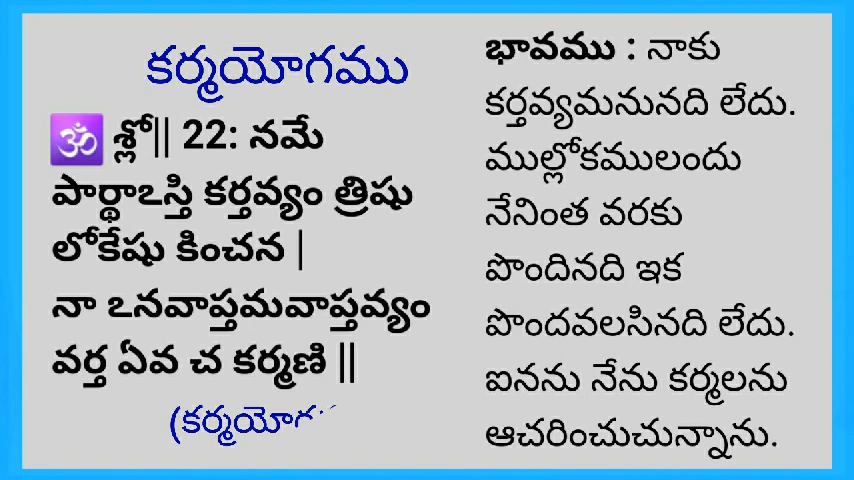 కర్మయోగము
🕉 శ్లో|| 22: నమే
పార్థాఽస్తి కర్తవ్యం త్రిషు
లోకేషు కించన |
నా ఽనవాప్తమవాప్తవ్యం
వర్త ఏవ చ కర్మణి ||
భావము : నాకు
కర్తవ్యమనునది లేదు.
ముల్లోకములందు
నేనింత వరకు
పొందినది ఇక
పొందవలసినది లేదు.
ఐనను నేను కర్మలను
ఆచరించుచున్నాను.